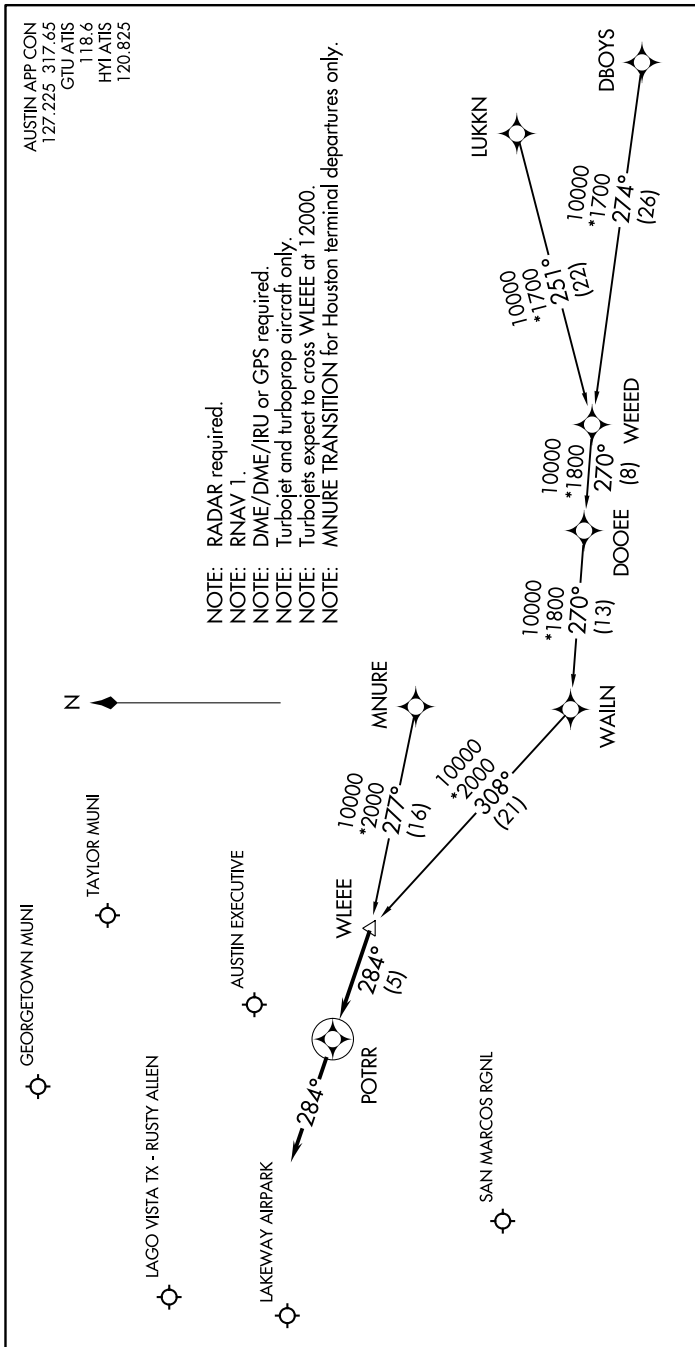 AUSTIN APP CON
127.225 317.65
GTU ATIS
118.6
HYI ATIS
120.825
NOTE: RADAR required.
NOTE: RNAV 1.
NOTE: DME/DME/IRU or GPS required.
NOTE: Turbojet and turboprop aircraft only.
NOTE: Turbojets expect to cross WLEEE at 12000.
NOTE: MNURE TRANSITION for Houston terminal departures only.
N
GEORGETOWN MUNI
TAYLOR MUNI
LAGO VISTA TX - RUSTY ALLEN
AUSTIN EXECUTIVE
LAKEWAY AIRPARK
SAN MARCOS RGNL
284°
POTRR
284°
(5)
WLEEE
10000
*2000
277°
(16)
MNURE
10000
*2000
308°
(21)
WAILN
10000
*1800
270°
(13)
DOOEE
10000
*1800
270°
(8)
WEEED
10000
*1700
251°
(22)
LUKKN
10000
*1700
274°
(26)
DBOYS